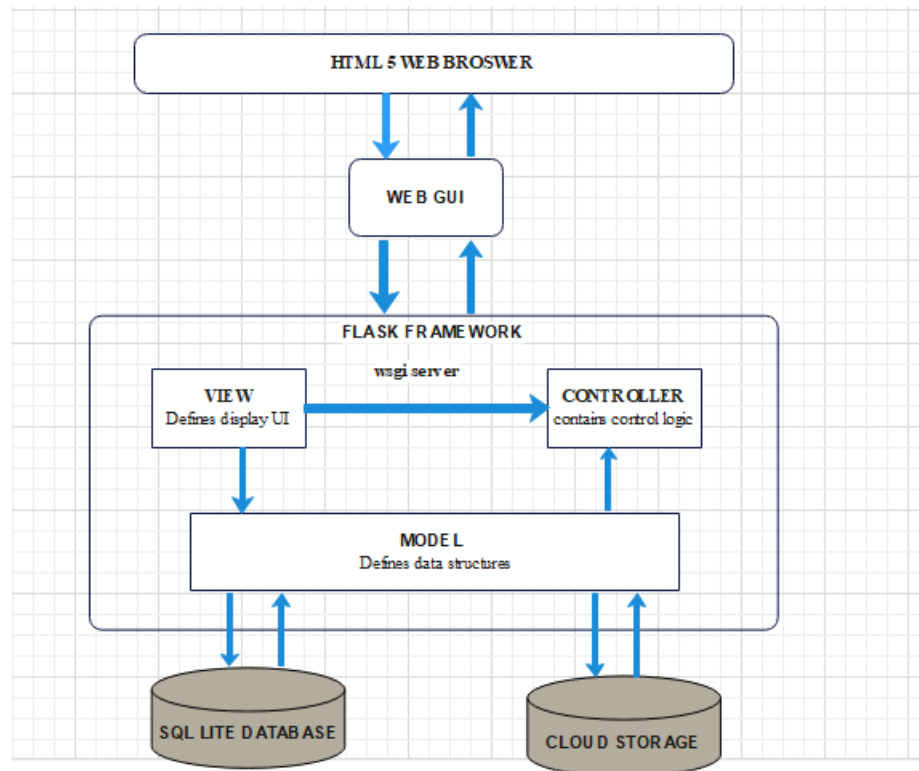 HTML 5 WEB BROSWER
WEB GUI
FLASK FRAMEWORK
wsgi server
VIEW
Defines display UI
CONTROLLER
contains control logic
MODEL
Defines data structures
SQL LITE DATABASE
CLOUD STORAGE